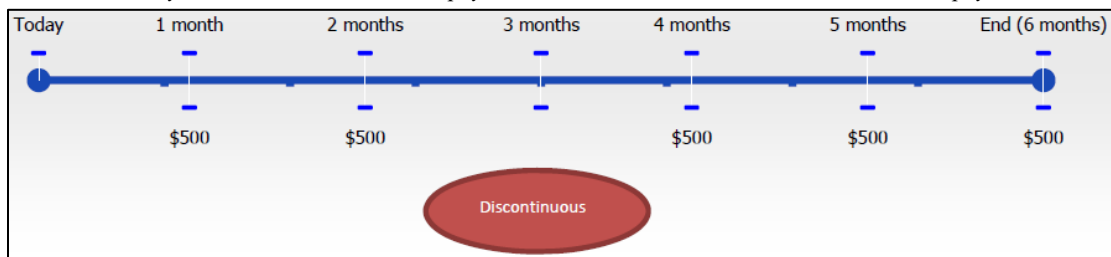 Today 1 month 2 months 3 months 4 months 5 months End (6 months)
$500 $500 $500 $500 $500
Discontinuous